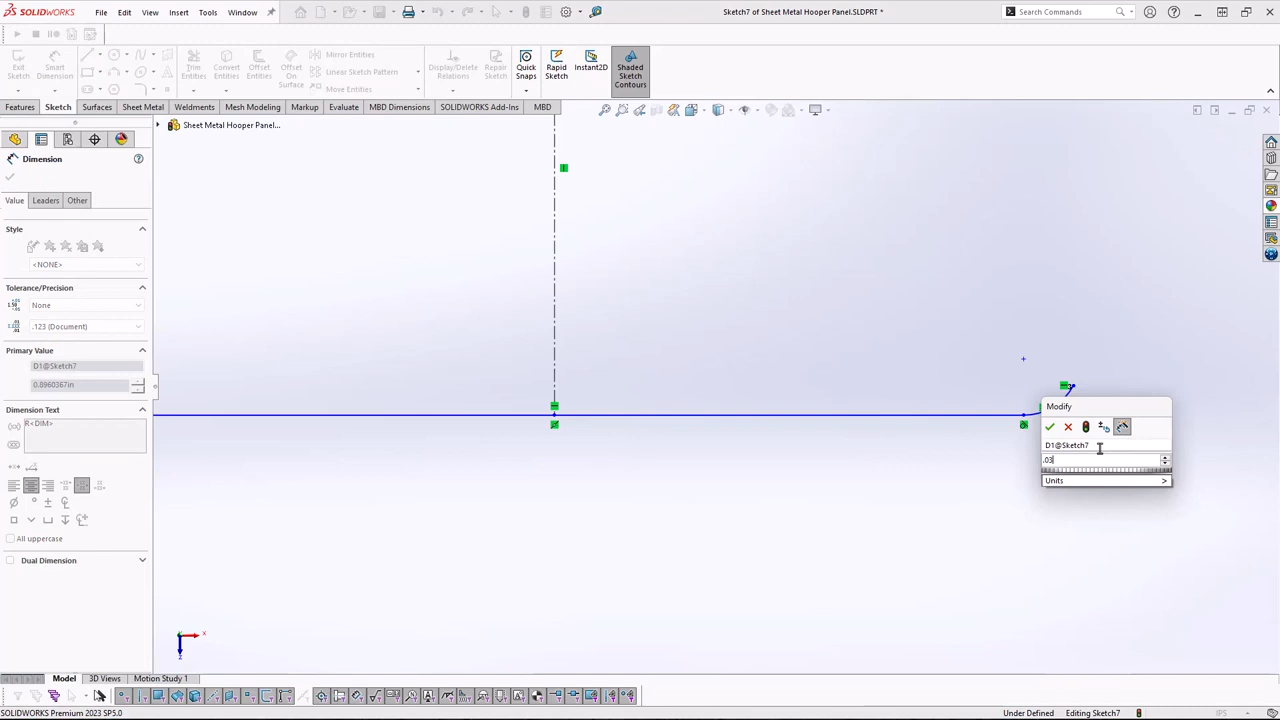 SOLIDWORKS
File
Edit
View
Insert
Tools
Window
Sketch7 of Sheet Metal Hooper Panel.SLDPRT *
Search Commands
Exit Sketch
Smart Dimension
Trim Entities
Convert Entities
Offset Entities
Offset On Surface
Mirror Entities
Linear Sketch Pattern
Display/Delete Relations
Repair Sketch
Quick Snaps
Rapid Sketch
Instant2D
Shaded Sketch Contours
Features
Sketch
Surfaces
Sheet Metal
Weldments
Mesh Modeling
Markup
Evaluate
MBD Dimensions
SOLIDWORKS Add-Ins
MBD
Sheet Metal Hooper Panel...
Dimension
Value
Leaders
Other
Style
<NONE>
Tolerance/Precision
None
.123 (Document)
Primary Value
D1@Sketch7
0.8960367in
Dimension Text
R<DIM>
All uppercase
Dual Dimension
Modify
D1@Sketch7
.03
Units
X
Z
Model
3D Views
Motion Study 1
SOLIDWORKS Premium 2023 SP5.0
Under Defined
Editing Sketch7
IPS